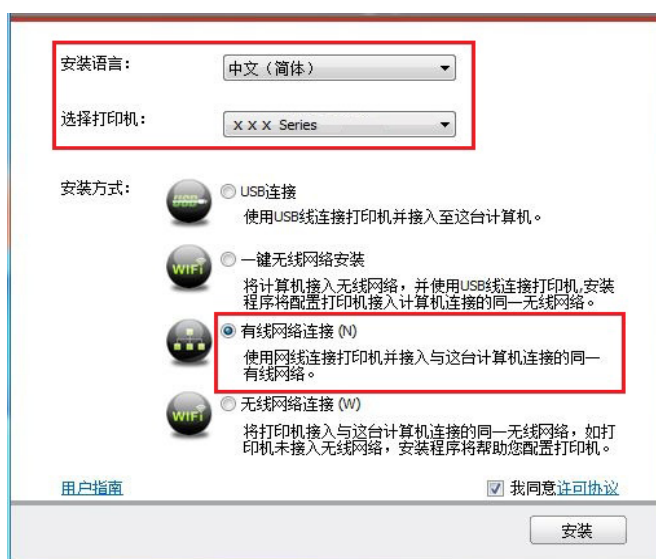 安装语言：
中文（简体）
选择打印机：
X X X Series
安装方式：
USB
USB连接
使用USB线连接打印机并接入至这台计算机。
WiFi
一键无线网络安装
将计算机接入无线网络，并使用USB线连接打印机,安装
程序将配置打印机接入计算机连接的同一无线网络。
有线网络连接 (N)
使用网线连接打印机并接入与这台计算机连接的同一
有线网络。
WiFi
无线网络连接 (W)
将打印机接入与这台计算机连接的同一无线网络，如打
印机未接入无线网络，安装程序将帮助您配置打印机。
用户指南
我同意许可协议
安装